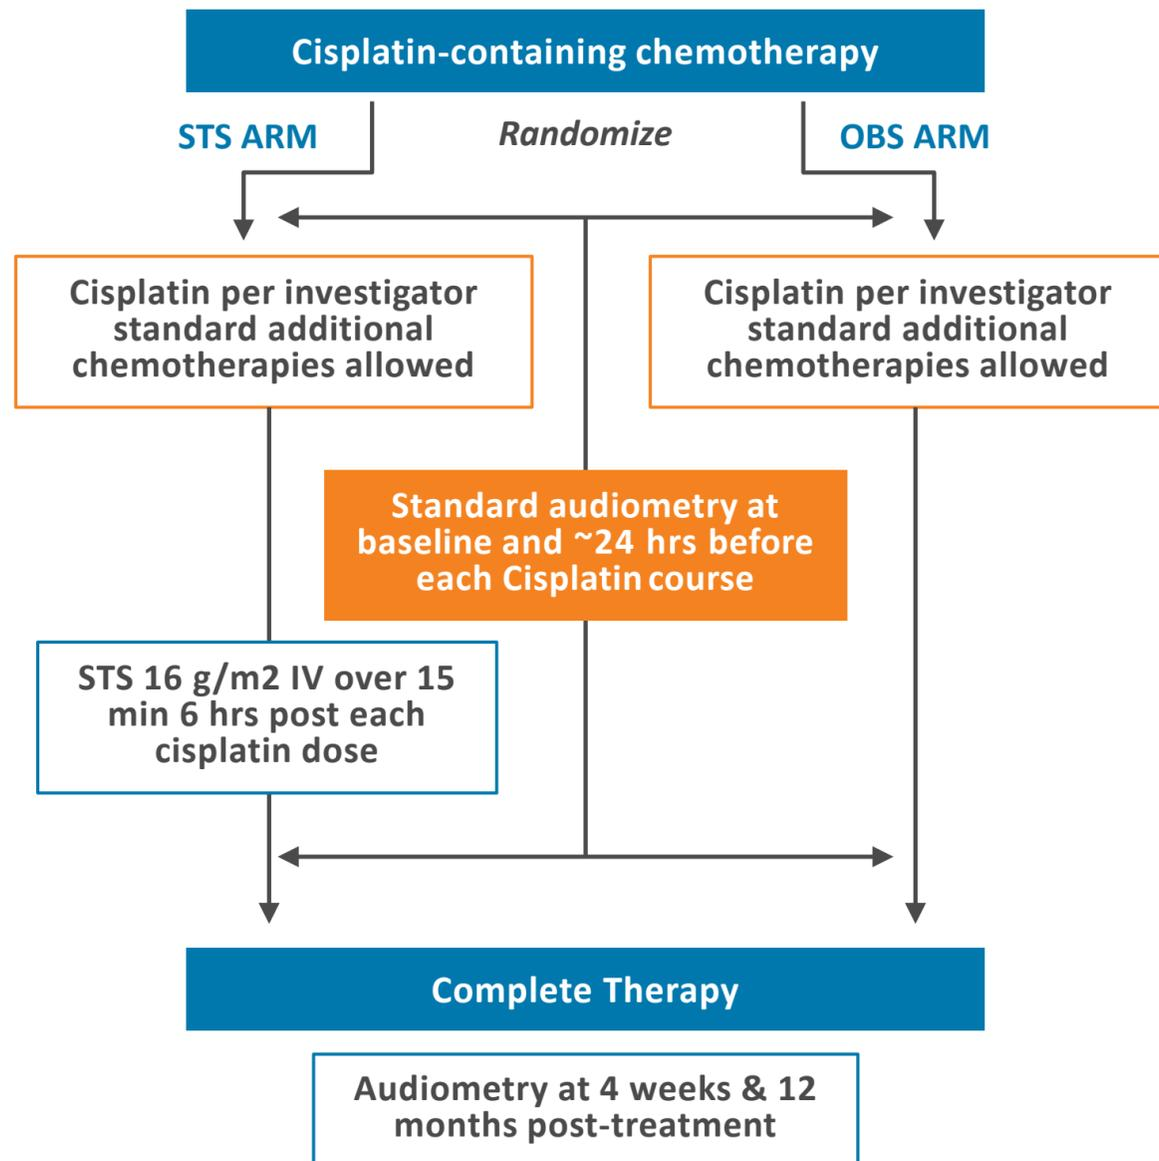 Cisplatin-containing chemotherapy
STS ARM
Randomize
OBS ARM
Cisplatin per investigator
standard additional
chemotherapies allowed
Cisplatin per investigator
standard additional
chemotherapies allowed
Standard audiometry at
baseline and ~24 hrs before
each Cisplatin course
STS 16 g/m2 IV over 15
min 6 hrs post each
cisplatin dose
Complete Therapy
Audiometry at 4 weeks & 12
months post-treatment